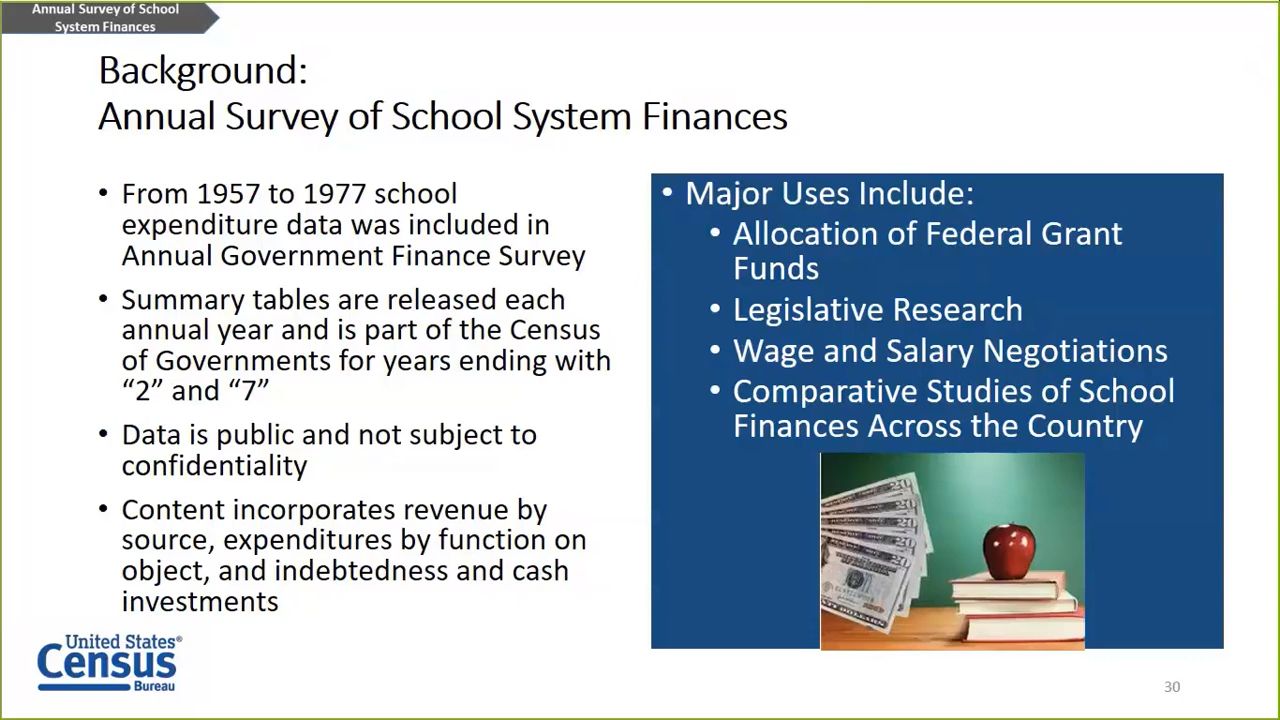 Annual Survey of School
System Finances
Background:
Annual Survey of School System Finances
• From 1957 to 1977 school
expenditure data was included in
Annual Government Finance Survey
• Summary tables are released each
annual year and is part of the Census
of Governments for years ending with
“2” and “7”
• Data is public and not subject to
confidentiality
• Content incorporates revenue by
source, expenditures by function on
object, and indebtedness and cash
investments
• Major Uses Include:
• Allocation of Federal Grant
Funds
• Legislative Research
• Wage and Salary Negotiations
• Comparative Studies of School
Finances Across the Country
20
20
20
20
20
United States®
Census
Bureau
30